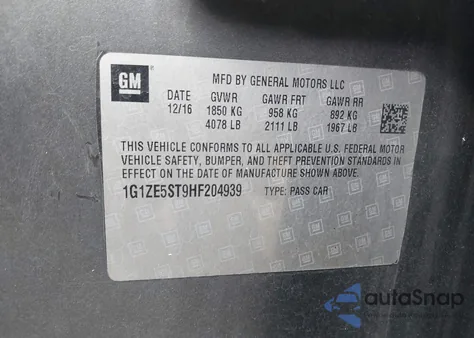 GM
MFD BY GENERAL MOTORS LLC
DATE GVWR GAWR FRT GAWR RR
12/16 1850 KG 958 KG 892 KG
4078 LB 2111 LB 1967 LB
THIS VEHICLE CONFORMS TO ALL APPLICABLE U.S. FEDERAL MOTOR
VEHICLE SAFETY, BUMPER, AND THEFT PREVENTION STANDARDS IN
EFFECT ON THE DATE OF MANUFACTURE SHOWN ABOVE.
1G1ZE5ST9HF204939 TYPE: PASS CAR
autaSnap